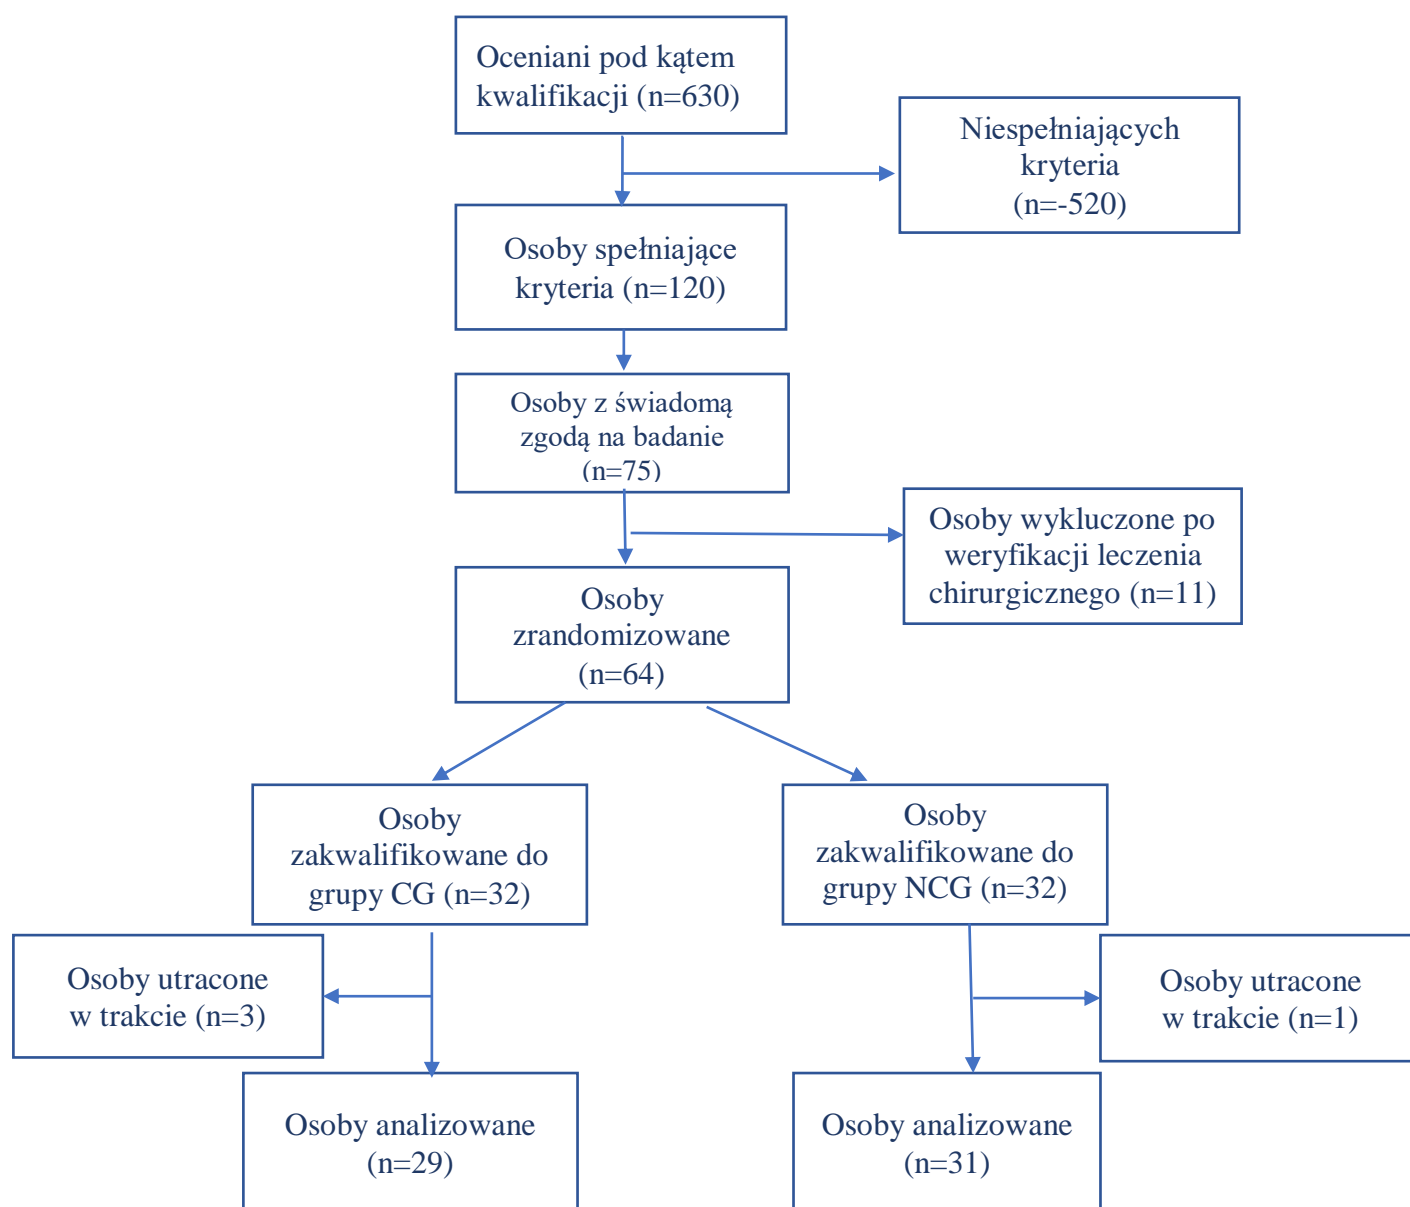 Oceniani pod kątem
kwalifikacji (n=630)
Niespełniających
kryteria
(n=-520)
Osoby spełniające
kryteria (n=120)
Osoby z świadomą
zgodą na badanie
(n=75)
Osoby wykluczone po
weryfikacji leczenia
chirurgicznego (n=11)
Osoby
zrandomizowane
(n=64)
Osoby
zakwalifikowane do
grupy CG (n=32)
Osoby
zakwalifikowane do
grupy NCG (n=32)
Osoby utracone
w trakcie (n=3)
Osoby utracone
w trakcie (n=1)
Osoby analizowane
(n=29)
Osoby analizowane
(n=31)